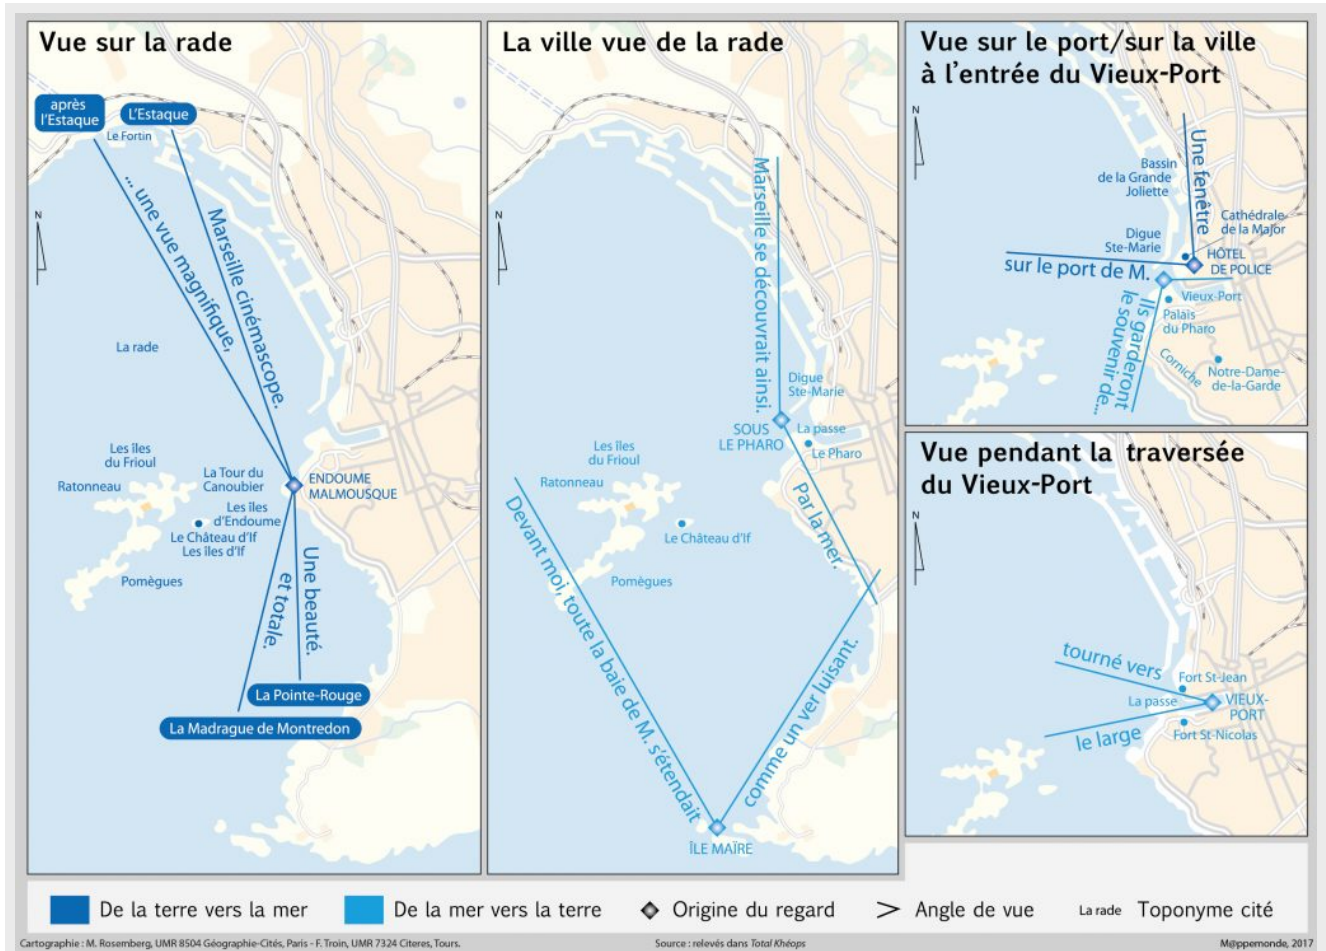 Vue sur la rade
après
l'Estaque
L'Estaque
Le Fortin
... une vue magnifique,
Marseille cinémascope.
N
La rade
Les îles
du Frioul
Ratonneau
La Tour du
Canoubier
ENDOUME
MALMOUSQUE
Les îles
d'Endoume
Le Château d'If
Les îles d'If
Pomègues
et totale.
Une beauté.
La Pointe-Rouge
La Madrague de Montredon
La ville vue de la rade
N
Marseille se découvrait ainsi.
Digue
Ste-Marie
SOUS
LE PHARO
La passe
Le Pharo
Les îles
du Frioul
Ratonneau
Par la mer.
Le Château d'If
Pomègues
Devant moi, toute la baie de M. s'étendait
comme un ver luisant.
ÎLE MAÏRE
Vue sur le port/sur la ville
à l'entrée du Vieux-Port
N
Une fenêtre
Bassin
de la Grande
Joliette
Cathédrale
de la Major
Digue
Ste-Marie
HÔTEL
DE POLICE
sur le port de M.
Vieux-Port
Palais
du Pharo
Ils garderont
le souvenir de...
Corniche
Notre-Dame-
de-la-Garde
Vue pendant la traversée
du Vieux-Port
N
tourné vers
Fort St-Jean
La passe
VIEUX-
PORT
le large
Fort St-Nicolas
De la terre vers la mer
De la mer vers la terre
Origine du regard
Angle de vue
La rade
Toponyme cité
Cartographie : M. Rosemberg, UMR 8504 Géographie-Cités, Paris - F. Troin, UMR 7324 Citeres, Tours.
Source : relevés dans Total Khéops
M@ppemonde, 2017